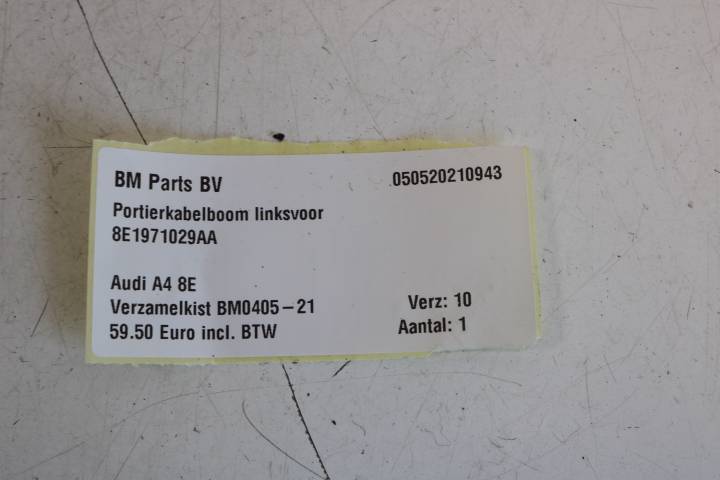 BM Parts BV 050520210943
Portierkabelboom linksvoor
8E1971029AA
Audi A4 8E
Verzamelkist BM0405-21 Verz: 10
59.50 Euro incl. BTW Aantal: 1